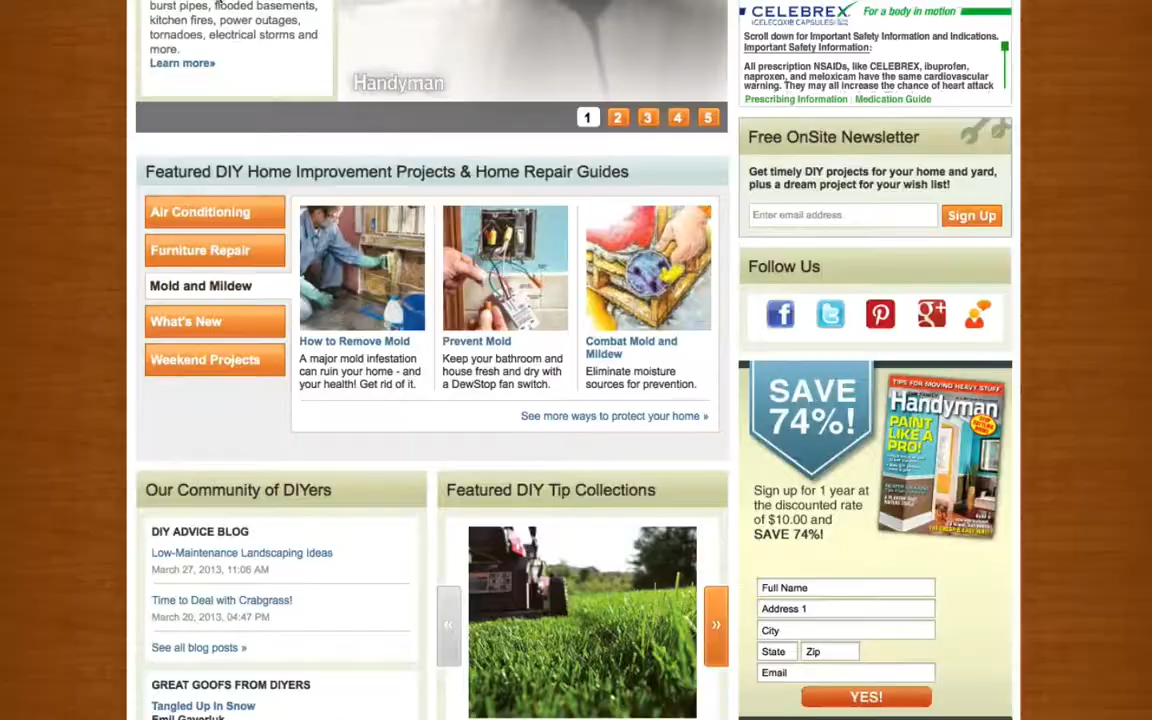 burst pipes, flooded basements,
kitchen fires, power outages,
tornadoes, electrical storms and
more.
Learn more»
Handyman
1 2 3 4 5
CELEBREX
(CELECOXIB CAPSULES)
For a body in motion
Scroll down for Important Safety Information and Indications.
Important Safety Information:
All prescription NSAIDs, like CELEBREX, ibuprofen,
naproxen, and meloxicam have the same cardiovascular
warning. They may all increase the chance of heart attack
Prescribing Information | Medication Guide
Free OnSite Newsletter
Get timely DIY projects for your home and yard,
plus a dream project for your wish list!
Enter email address
Sign Up
Follow Us
Featured DIY Home Improvement Projects & Home Repair Guides
Air Conditioning
Furniture Repair
Mold and Mildew
What's New
Weekend Projects
How to Remove Mold
A major mold infestation
can ruin your home - and
your health! Get rid of it.
Prevent Mold
Keep your bathroom and
house fresh and dry with
a DewStop fan switch.
Combat Mold and
Mildew
Eliminate moisture
sources for prevention.
See more ways to protect your home »
SAVE
74%!
TIPS FOR MOVING HEAVY STUFF
Handyman
PAINT
LIKE A
PRO!
Sign up for 1 year at
the discounted rate
of $10.00 and
SAVE 74%!
Full Name
Address 1
City
State
Zip
Email
YES!
Our Community of DIYers
DIY ADVICE BLOG
Low-Maintenance Landscaping Ideas
March 27, 2013, 11:06 AM
Time to Deal with Crabgrass!
March 20, 2013, 04:47 PM
See all blog posts »
GREAT GOOFS FROM DIYERS
Tangled Up In Snow
Emil Gaverluk
Featured DIY Tip Collections
«
»